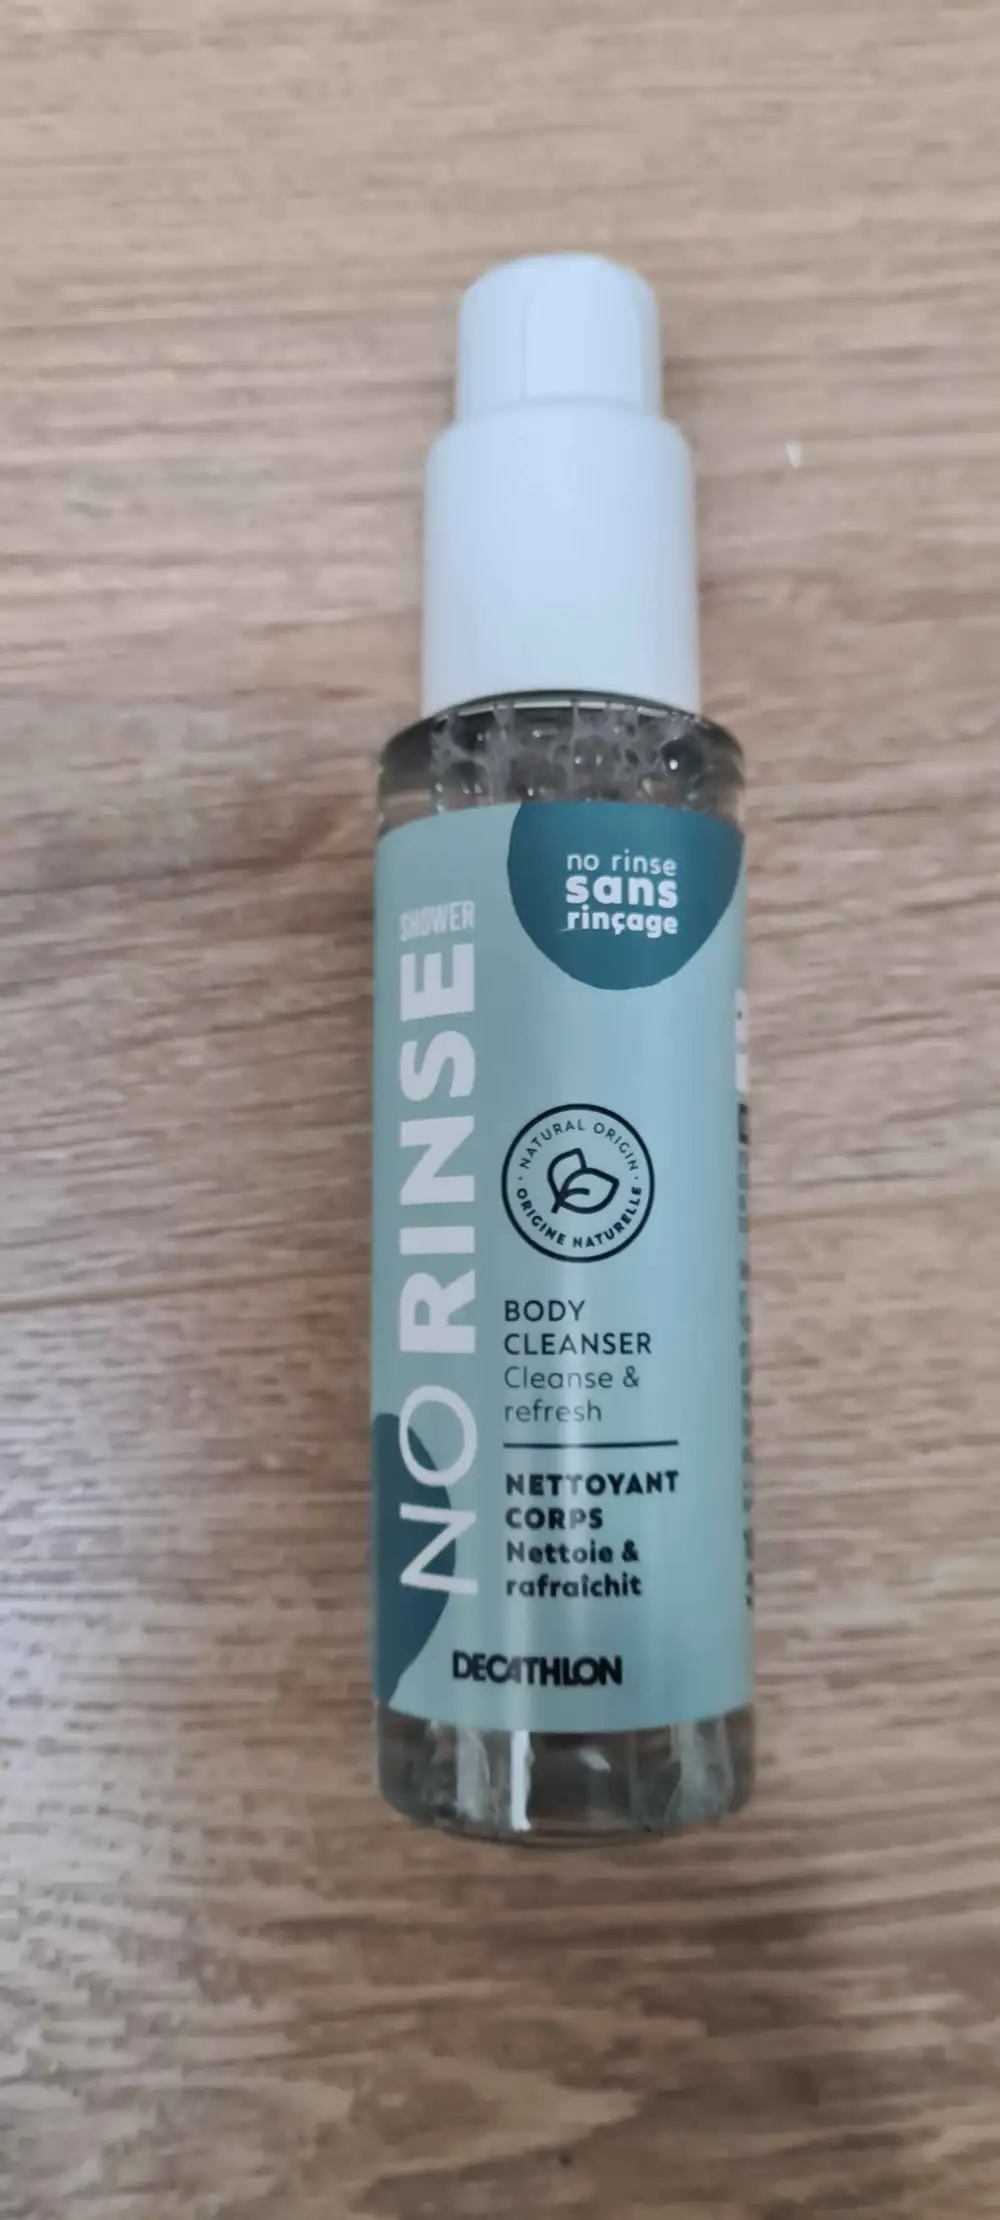 no rinse
sans
rinçage
NO RINSE SHOWER
NATURAL ORIGIN
ORIGINE NATURELLE
BODY
CLEANSER
Cleanse &
refresh
NETTOYANT
CORPS
Nettoie &
rafraîchit
DECATHLON